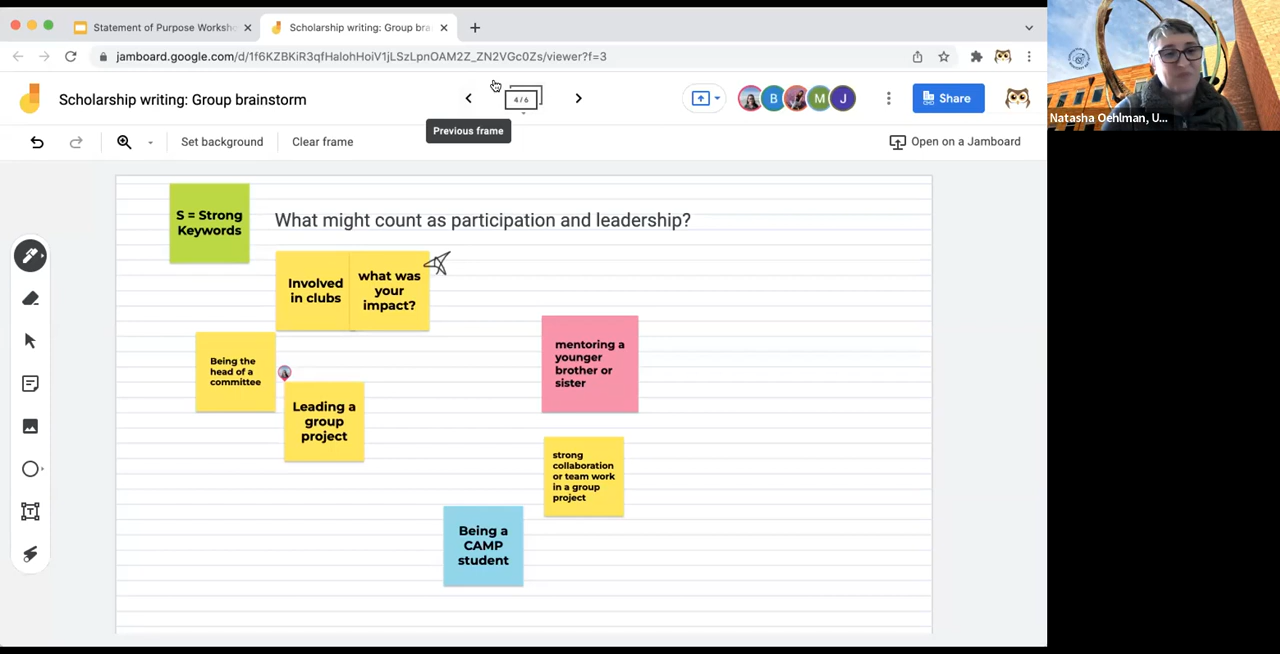 Statement of Purpose Worksho
Scholarship writing: Group brai
jamboard.google.com/d/1f6KZBKiR3qfHalohHoiV1jLSzLpnOAM2Z_ZN2VGc0Zs/viewer?f=3
Scholarship writing: Group brainstorm
4 / 6
B
M
J
Share
Previous frame
Set background
Clear frame
Open on a Jamboard
S = Strong
Keywords
What might count as participation and leadership?
Involved
in clubs
what was
your
impact?
Being the
head of a
committee
Leading a
group
project
mentoring a
younger
brother or
sister
strong
collaboration
or team work
in a group
project
Being a
CAMP
student
Natasha Oehlman, U...